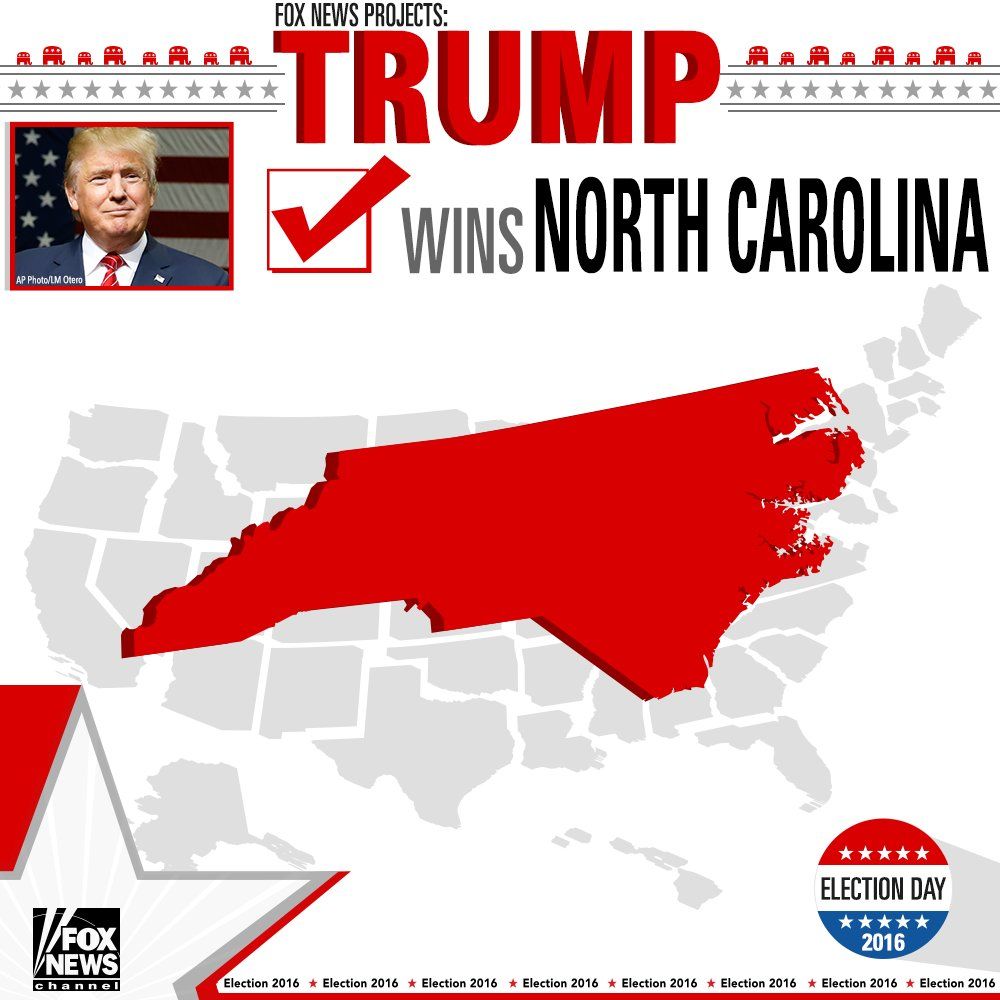 FOX NEWS PROJECTS:
TRUMP
WINS NORTH CAROLINA
AP Photo/LM Otero
ELECTION DAY
2016
FOX
NEWS
channel
Election 2016 ★ Election 2016 ★ Election 2016 ★ Election 2016 ★ Election 2016 ★ Election 2016 ★ Election 2016 ★ Election 2016